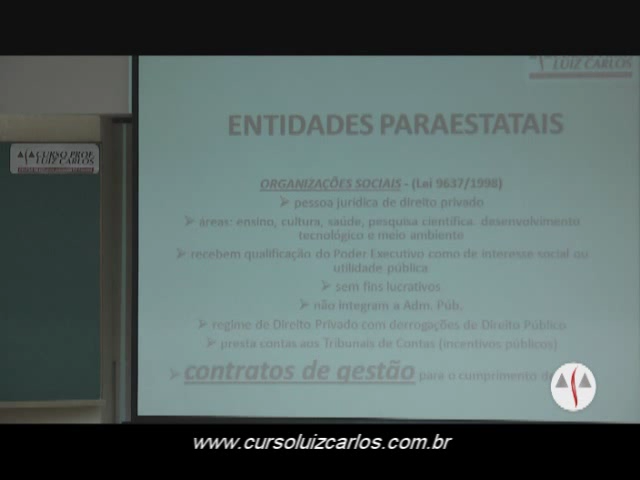 LUIZ CARLOS
ENTIDADES PARAESTATAIS
CURSO PROF.
LUIZ CARLOS
ORGANIZAÇÕES SOCIAIS - (Lei 9637/1998)
➢ pessoa jurídica de direito privado
➢ áreas: ensino, cultura, saúde, pesquisa científica, desenvolvimento
tecnológico e meio ambiente
➢ recebem qualificação do Poder Executivo como de interesse social ou
utilidade pública
➢ sem fins lucrativos
➢ não integram a Adm. Púb.
➢ regime de Direito Privado com derrogações de Direito Público
➢ presta contas aos Tribunais de Contas (incentivos públicos)
➢ contratos de gestão para o cumprimento
www.cursoluizcarlos.com.br